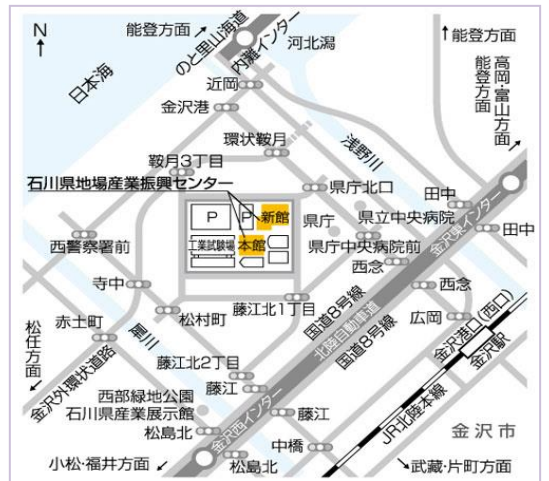 N
能登方面
のと里山海道
内灘インター
河北潟
能登方面
日本海
近岡
高岡・富山方面
能登方面
金沢港
環状鞍月
浅野川
鞍月3丁目
石川県地場産業振興センター
県庁北口
田中
P
P
新館
県庁
県立中央病院
金沢東インター
田中
西警察署前
工業試験場
本館
県庁中央病院前
西念
寺中
西念
藤江北1丁目
国道8号線
北陸自動車道
国道8号線
広岡
金沢港口(西口)
金沢駅
松任方面
赤土町
松村町
犀川
金沢外環状道路
藤江北2丁目
藤江
西部緑地公園
石川県産業展示館
金沢西インター
藤江
JR北陸本線
金沢市
松島北
中橋
小松・福井方面
松島北
武蔵・片町方面